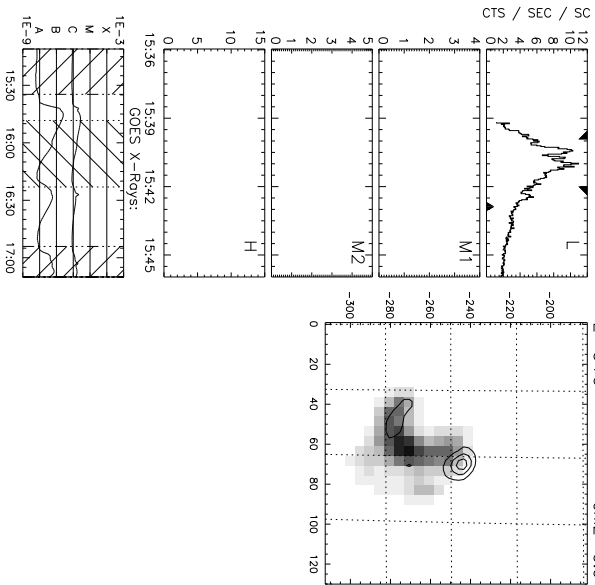 CTS / SEC / SC
0 2 4 6 8 10 12
L
0 1 2 3 4
M1
0 1 2 3 4 5
M2
0 5 10 15
H
15:36 15:39 15:42 15:45
GOES X-Rays:
1E-9 A B C M X 1E-3
15:30 16:00 16:30 17:00
-300 -280 -260 -240 -220 -200
0 20 40 60 80 100 120